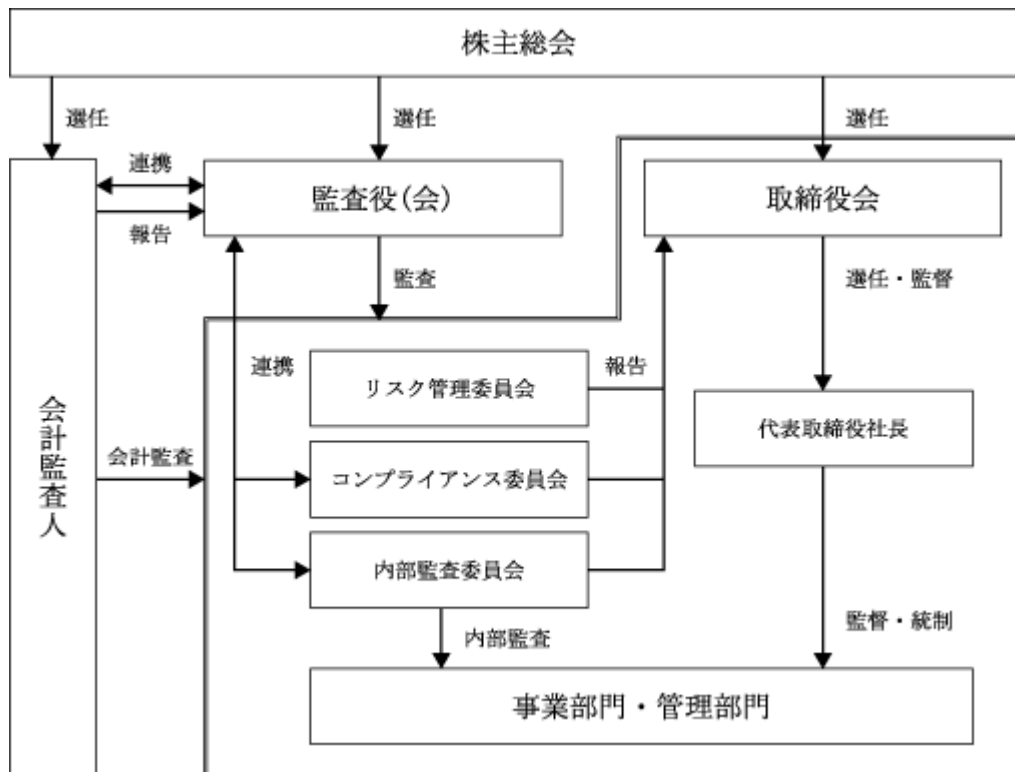 株主総会
選任
選任
選任
連携
報告
監査役(会)
取締役会
監査
選任・監督
連携
リスク管理委員会
報告
代表取締役社長
会計監査人
会計監査
コンプライアンス委員会
内部監査委員会
内部監査
監督・統制
事業部門・管理部門